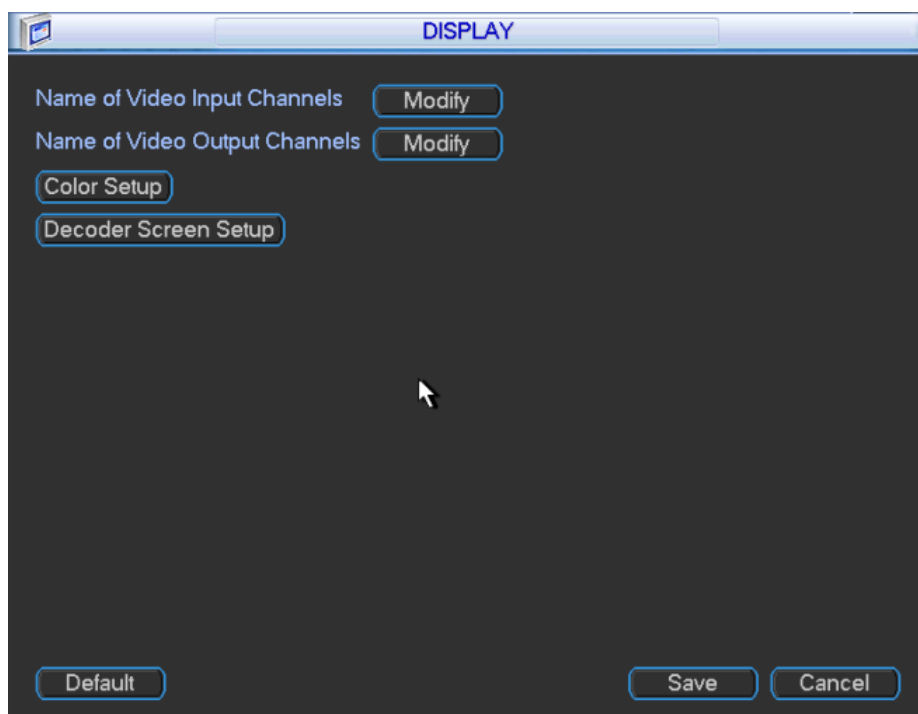 DISPLAY
Name of Video Input Channels Modify
Name of Video Output Channels Modify
Color Setup
Decoder Screen Setup
Default Save Cancel